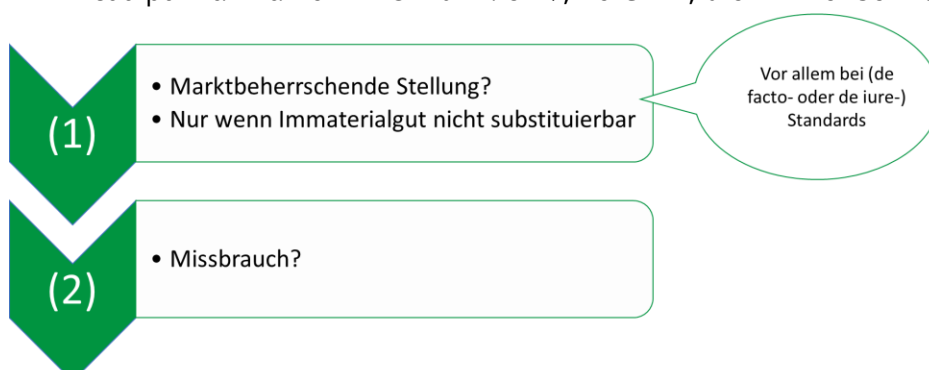 (1)
• Marktbeherrschende Stellung?
• Nur wenn Immaterialgut nicht substituierbar
Vor allem bei (de
facto- oder de iure-)
Standards
(2)
• Missbrauch?